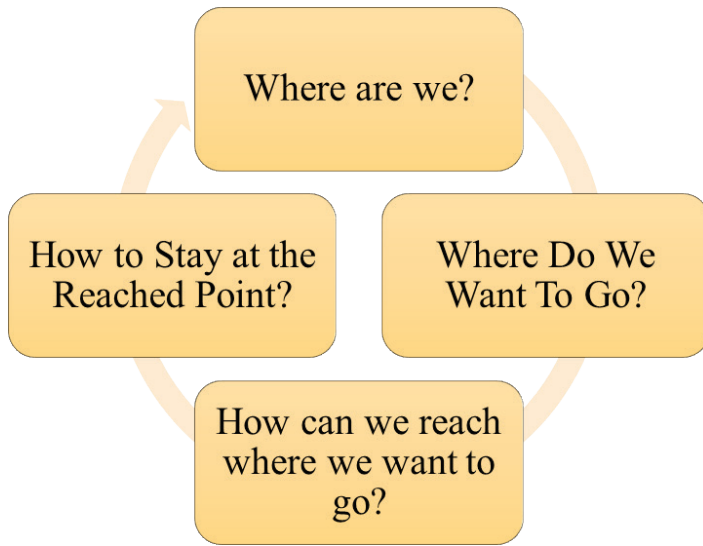 Where are we?
Where Do We
Want To Go?
How can we reach
where we want to
go?
How to Stay at the
Reached Point?